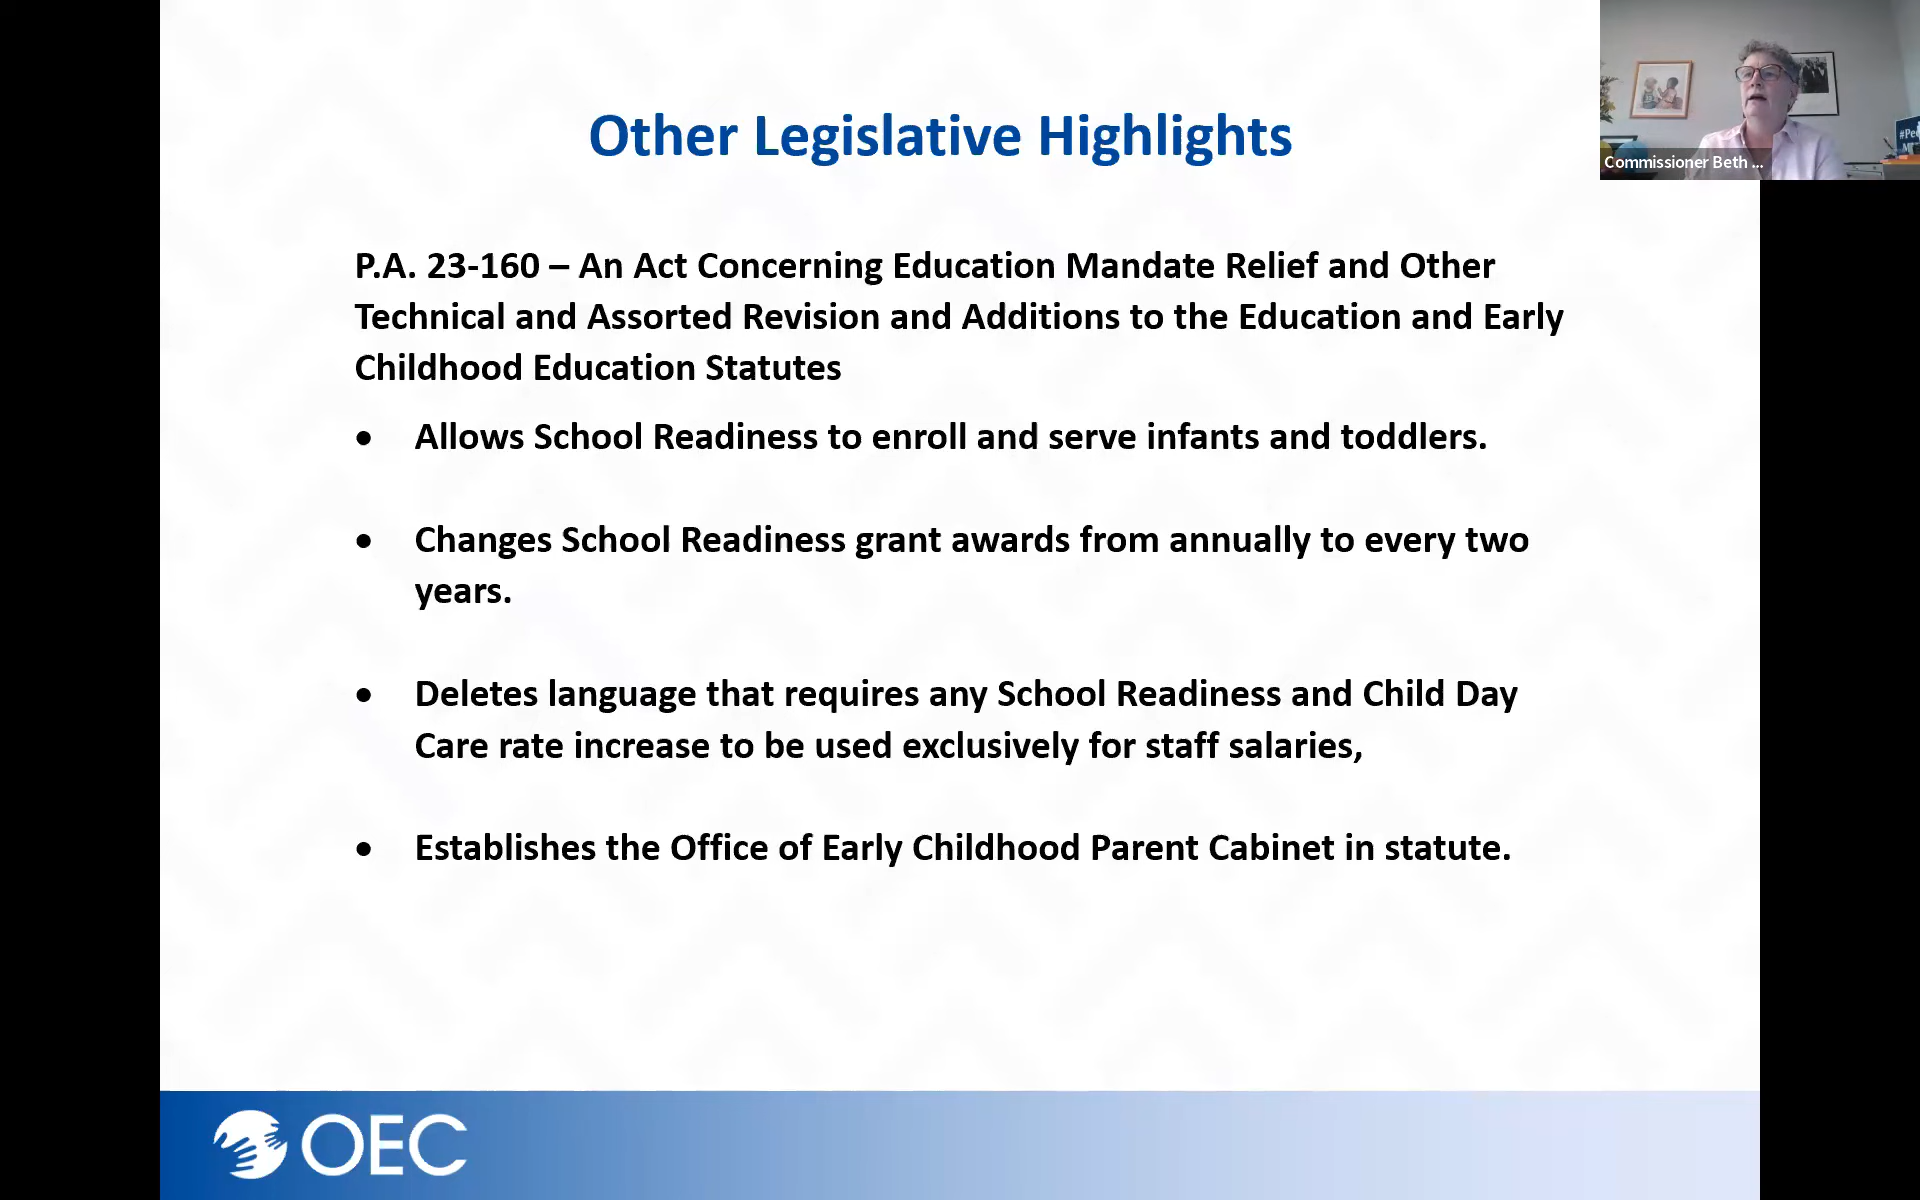 Other Legislative Highlights
Commissioner Beth ...
P.A. 23-160 – An Act Concerning Education Mandate Relief and Other
Technical and Assorted Revision and Additions to the Education and Early
Childhood Education Statutes
• Allows School Readiness to enroll and serve infants and toddlers.
• Changes School Readiness grant awards from annually to every two
years.
• Deletes language that requires any School Readiness and Child Day
Care rate increase to be used exclusively for staff salaries,
• Establishes the Office of Early Childhood Parent Cabinet in statute.
OEC